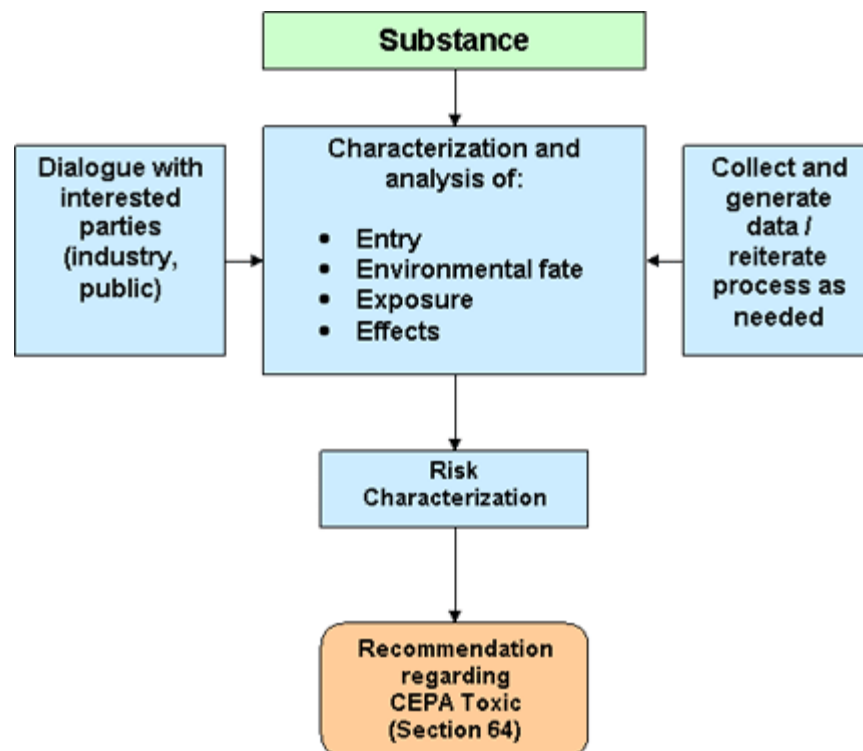 Substance
Dialogue with
interested
parties
(industry,
public)
Characterization and
analysis of:
• Entry
• Environmental fate
• Exposure
• Effects
Collect and
generate
data /
reiterate
process as
needed
Risk
Characterization
Recommendation
regarding
CEPA Toxic
(Section 64)